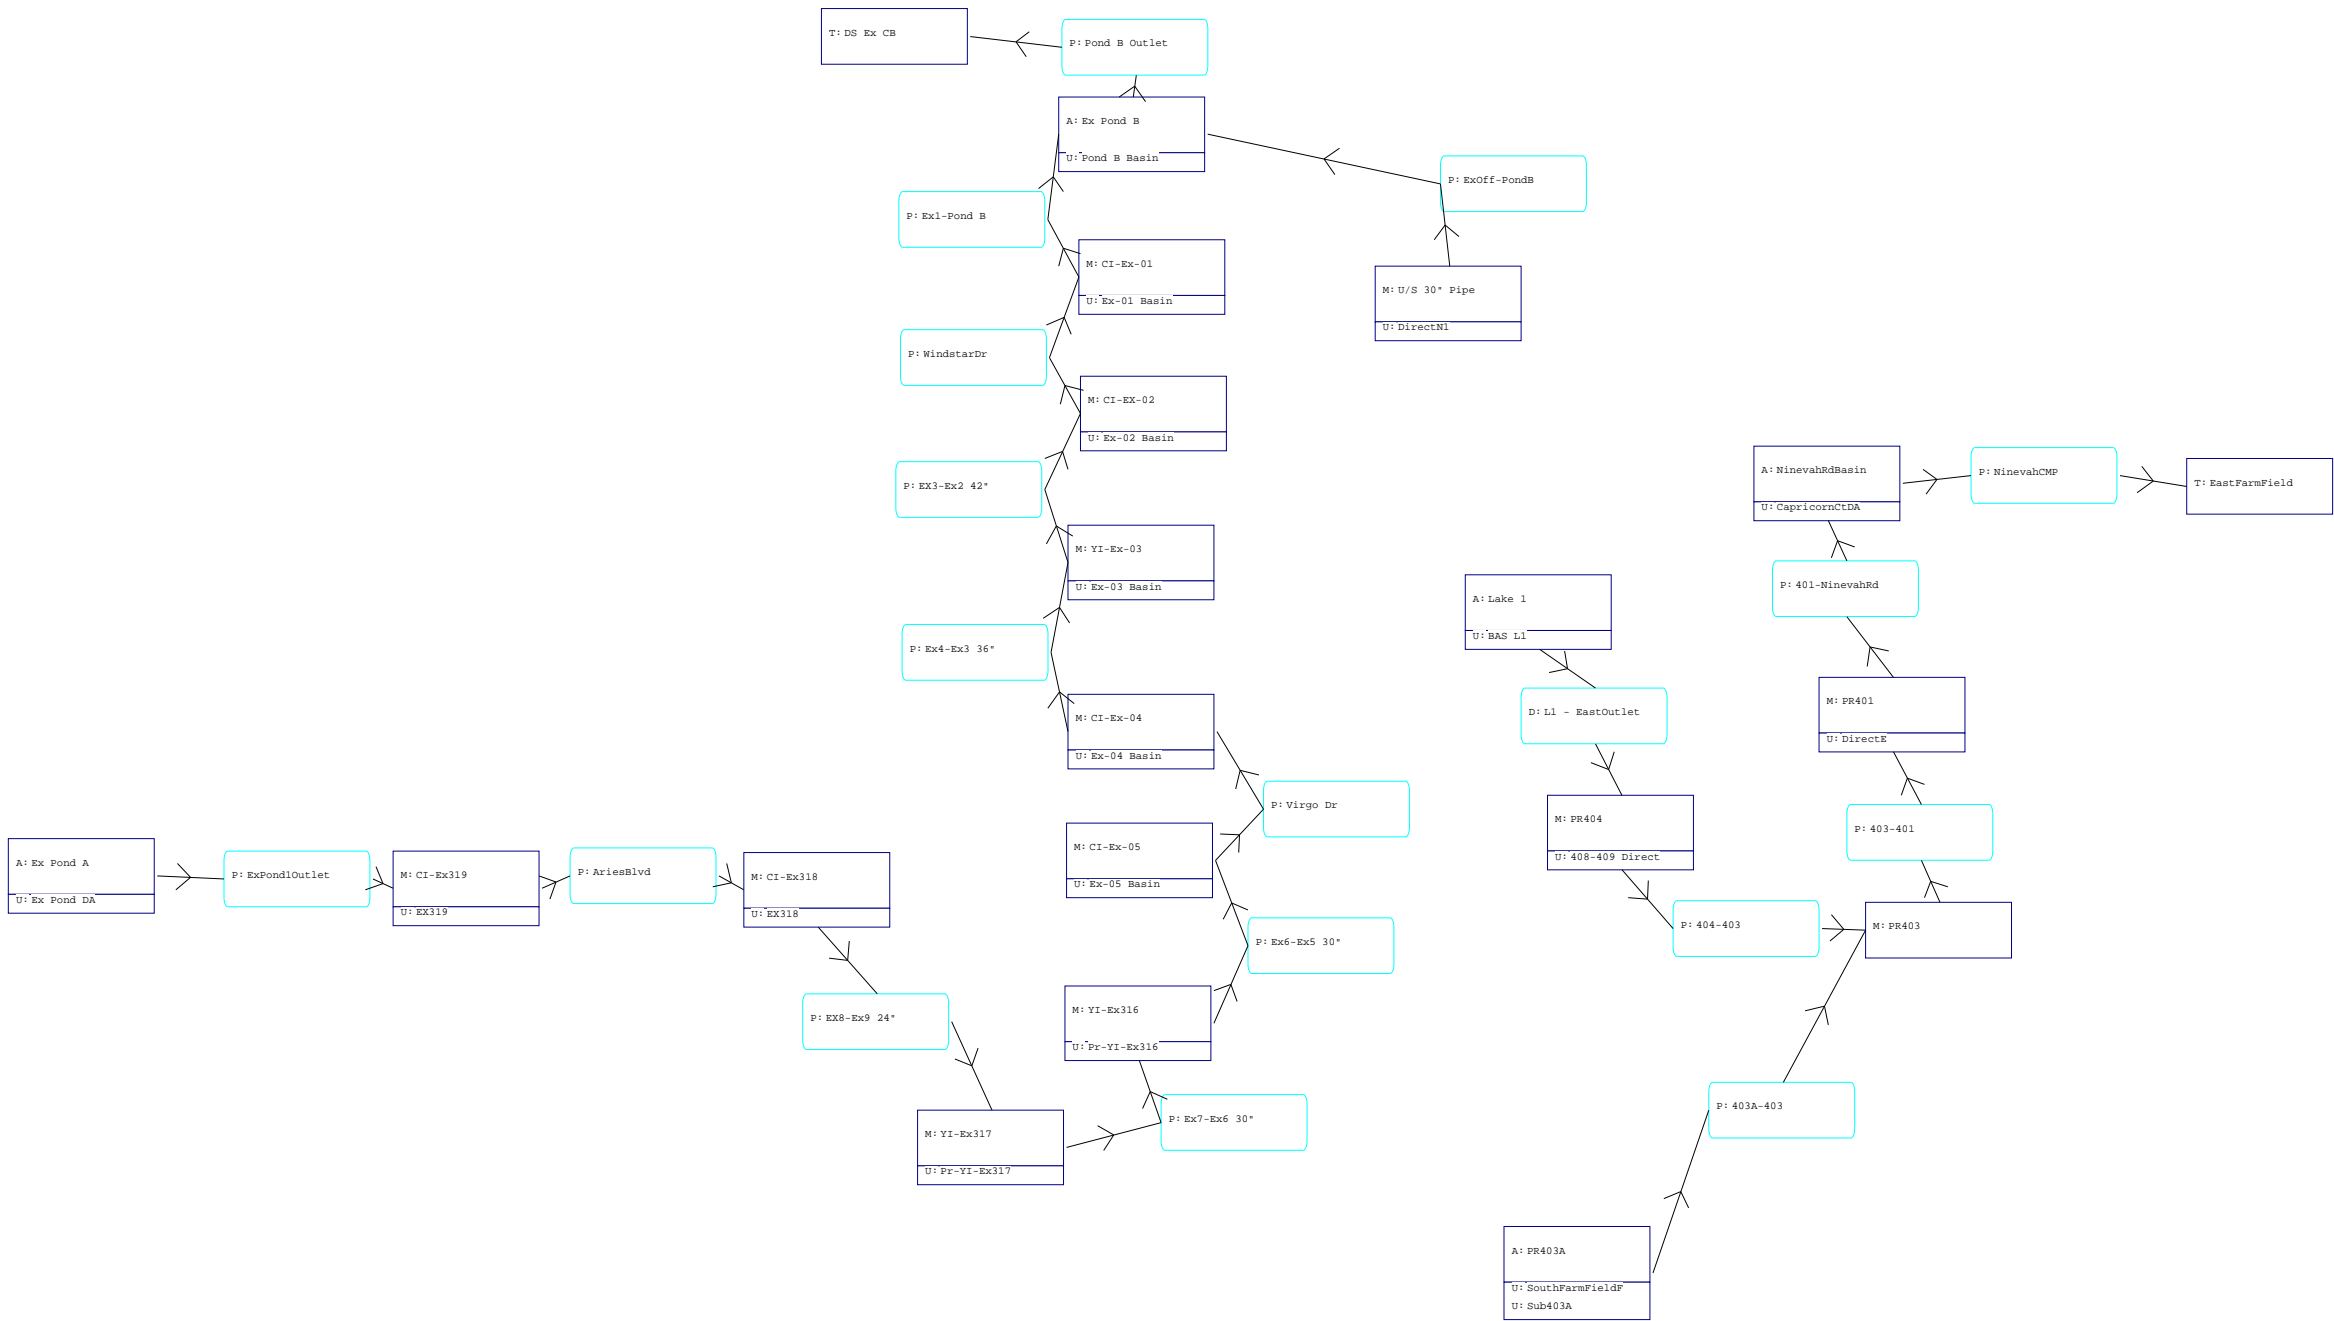 T: DS Ex CB
P: Pond B Outlet
A: Ex Pond B
U: Pond B Basin
P: ExOff-PondB
P: Ex1-Pond B
M: CI-Ex-01
U: Ex-01 Basin
M: U/S 30" Pipe
U: DirectN1
P: WindstarDr
M: CI-EX-02
U: Ex-02 Basin
P: EX3-Ex2 42"
A: NinevahRdBasin
U: CapricornCtDA
P: NinevahCMP
T: EastFarmField
M: YI-Ex-03
U: Ex-03 Basin
P: 401-NinevahRd
A: Lake 1
U: BAS L1
P: Ex4-Ex3 36"
M: CI-Ex-04
U: Ex-04 Basin
D: L1 - EastOutlet
M: PR401
U: DirectE
P: Virgo Dr
M: PR404
U: 408-409 Direct
P: 403-401
M: CI-Ex-05
U: Ex-05 Basin
A: Ex Pond A
U: Ex Pond DA
P: ExPond1Outlet
M: CI-Ex319
U: EX319
P: AriesBlvd
M: CI-Ex318
U: EX318
P: Ex6-Ex5 30"
P: 404-403
M: PR403
P: EX8-Ex9 24"
M: YI-Ex316
U: Pr-YI-Ex316
P: 403A-403
P: Ex7-Ex6 30"
M: YI-Ex317
U: Pr-YI-Ex317
A: PR403A
U: SouthFarmFieldF
U: Sub403A